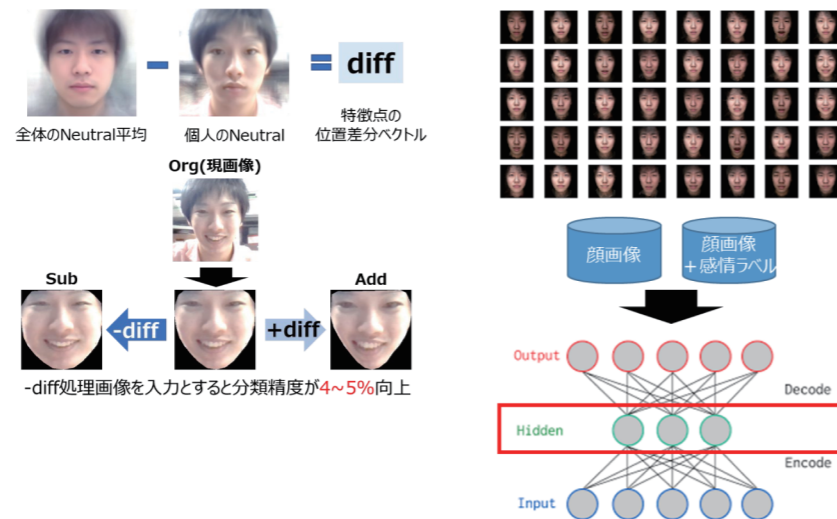 diff
全体のNeutral平均
個人のNeutral
特徴点の
位置差分ベクトル
Org(現画像)
Sub
Add
-diff
+diff
-diff処理画像を入力とすると分類精度が4~5%向上
顔画像
顔画像
+感情ラベル
Output
Decode
Hidden
Encode
Input